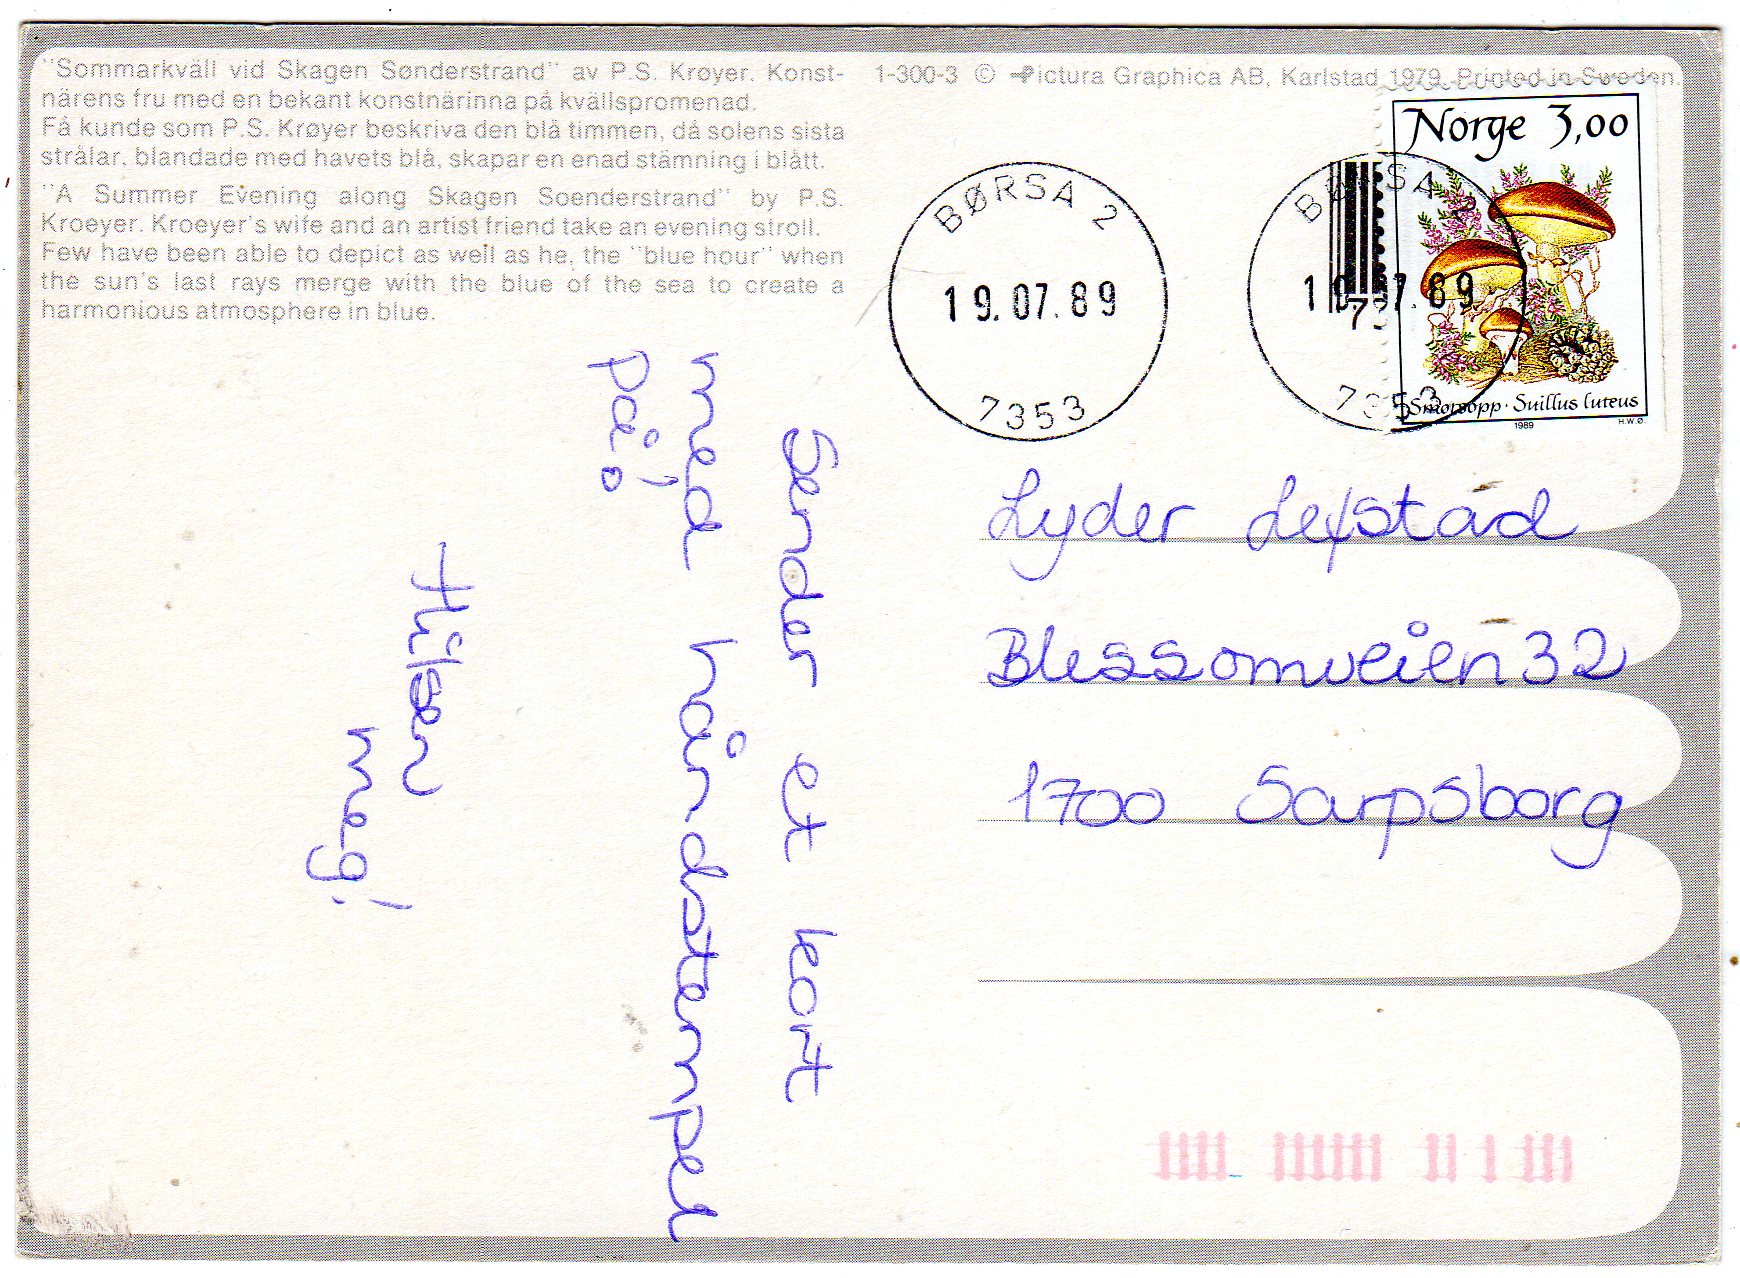 "Sommarkväll vid Skagen Sønderstrand" av P.S. Krøyer. Konst-
närens fru med en bekant konstnärinna på kvällspromenad.
Få kunde som P.S. Krøyer beskriva den blå timmen, då solens sista
strålar, blandade med havets blå, skapar en enad stämning i blått.
"A Summer Evening along Skagen Soenderstrand" by P.S.
Kroeyer. Kroeyer's wife and an artist friend take an evening stroll.
Few have been able to depict as well as he, the "blue hour" when
the sun's last rays merge with the blue of the sea to create a
harmonious atmosphere in blue.
1-300-3 © Pictura Graphica AB, Karlstad 1979. Printed in Sweden.
Norge 3,00
Smørsopp · Suillus luteus
1989
H.W.Ø.
BØRSA 2
19.07.89
7353
BØRSA 2
19.07.89
7353
Sender et kort
med håndstempel
på!
Hilsen
meg!
Lyder
Blessomveien 32
1700 Sarpsborg